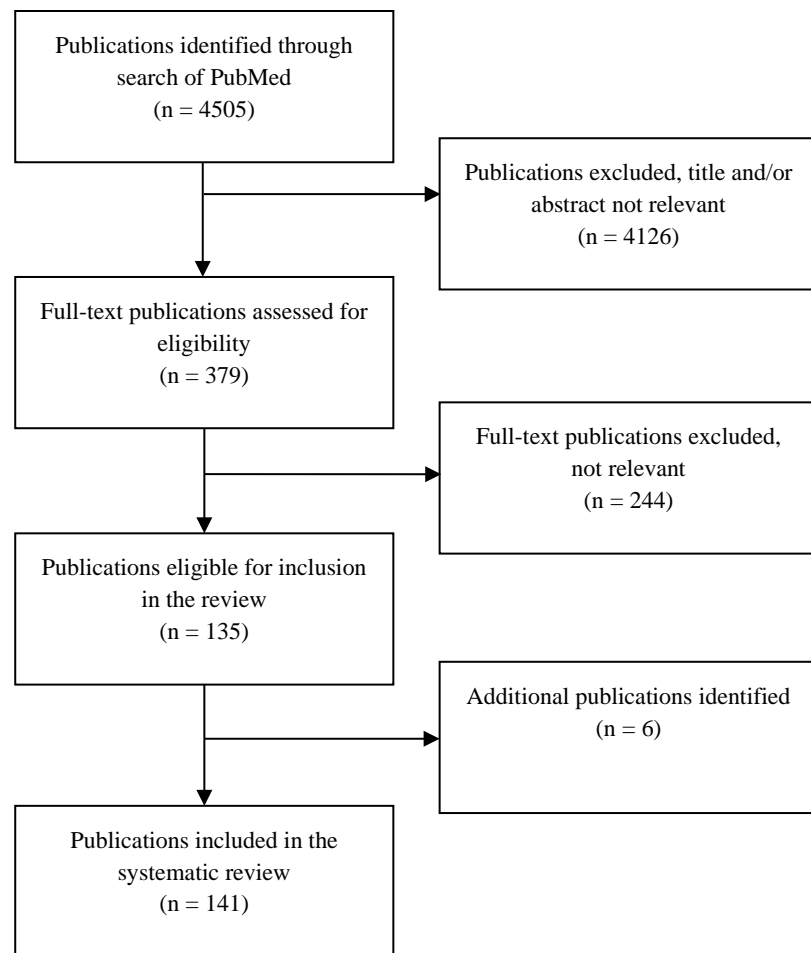 Publications identified through
search of PubMed
(n = 4505)
Publications excluded, title and/or
abstract not relevant
(n = 4126)
Full-text publications assessed for
eligibility
(n = 379)
Full-text publications excluded,
not relevant
(n = 244)
Publications eligible for inclusion
in the review
(n = 135)
Additional publications identified
(n = 6)
Publications included in the
systematic review
(n = 141)